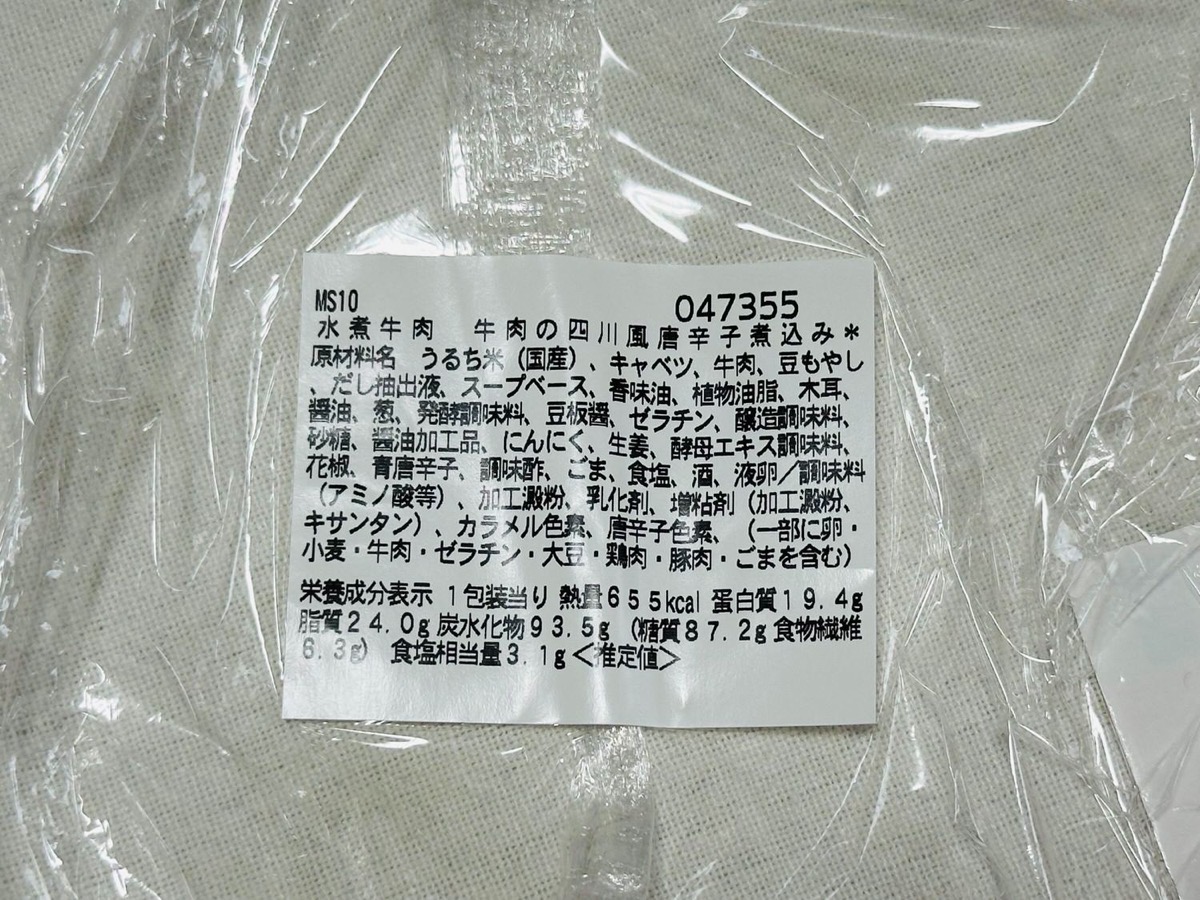 MS10 047355
水煮牛肉 牛肉の四川風唐辛子煮込み*
原材料名 うるち米（国産）、キャベツ、牛肉、豆もやし
、だし抽出液、スープベース、香味油、植物油脂、木耳、
醤油、葱、発酵調味料、豆板醤、ゼラチン、醸造調味料、
砂糖、醤油加工品、にんにく、生姜、酵母エキス調味料、
花椒、青唐辛子、調味酢、ごま、食塩、酒、液卵／調味料
（アミノ酸等）、加工澱粉、乳化剤、増粘剤（加工澱粉、
キサンタン）、カラメル色素、唐辛子色素、（一部に卵・
小麦・牛肉・ゼラチン・大豆・鶏肉・豚肉・ごまを含む）
栄養成分表示 1包装当り 熱量655kcal 蛋白質19.4g
脂質24.0g 炭水化物93.5g（糖質87.2g 食物繊維
6.3g） 食塩相当量3.1g＜推定値＞